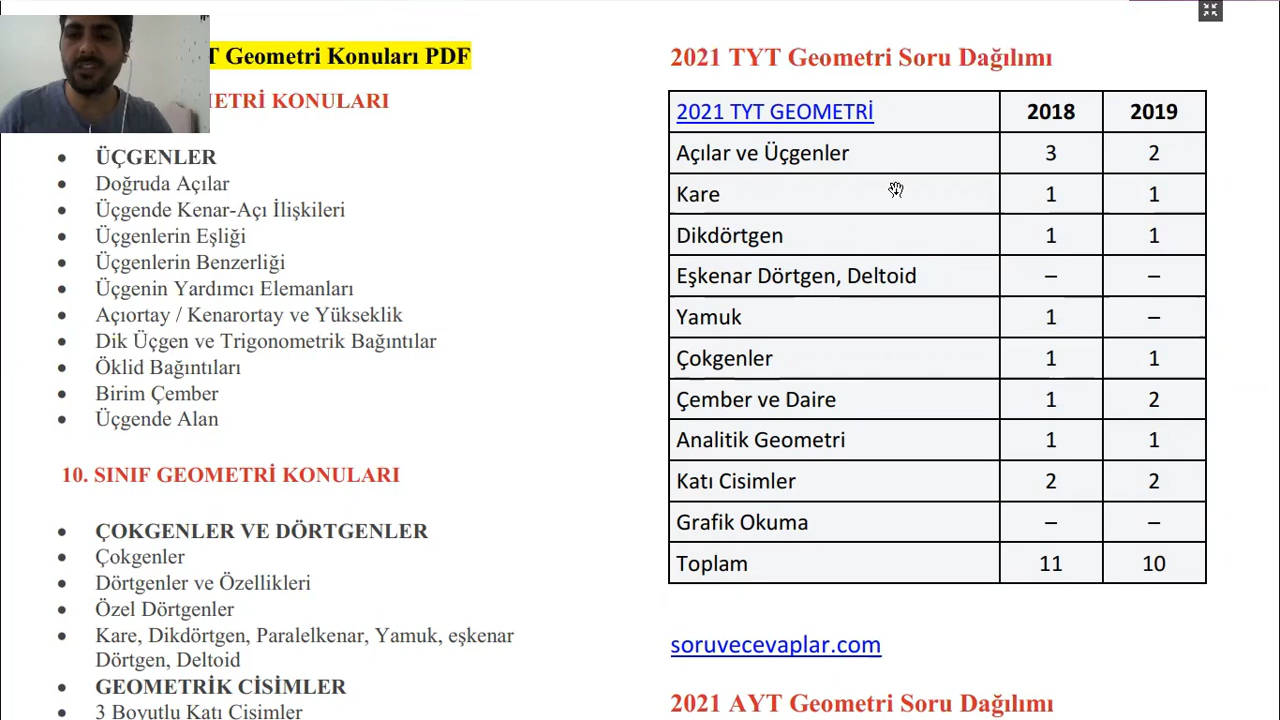 T Geometri Konuları PDF
METRİ KONULARI
• ÜÇGENLER
• Doğruda Açılar
• Üçgende Kenar-Açı İlişkileri
• Üçgenlerin Eşliği
• Üçgenlerin Benzerliği
• Üçgenin Yardımcı Elemanları
• Açıortay / Kenarortay ve Yükseklik
• Dik Üçgen ve Trigonometrik Bağıntılar
• Öklid Bağıntıları
• Birim Çember
• Üçgende Alan
10. SINIF GEOMETRİ KONULARI
• ÇOKGENLER VE DÖRTGENLER
• Çokgenler
• Dörtgenler ve Özellikleri
• Özel Dörtgenler
• Kare, Dikdörtgen, Paralelkenar, Yamuk, eşkenar
Dörtgen, Deltoid
• GEOMETRİK CİSİMLER
• 3 Boyutlu Katı Cisimler
2021 TYT Geometri Soru Dağılımı
2021 TYT GEOMETRİ 2018 2019
Açılar ve Üçgenler 3 2
Kare 1 1
Dikdörtgen 1 1
Eşkenar Dörtgen, Deltoid – –
Yamuk 1 –
Çokgenler 1 1
Çember ve Daire 1 2
Analitik Geometri 1 1
Katı Cisimler 2 2
Grafik Okuma – –
Toplam 11 10
soruvecevaplar.com
2021 AYT Geometri Soru Dağılımı